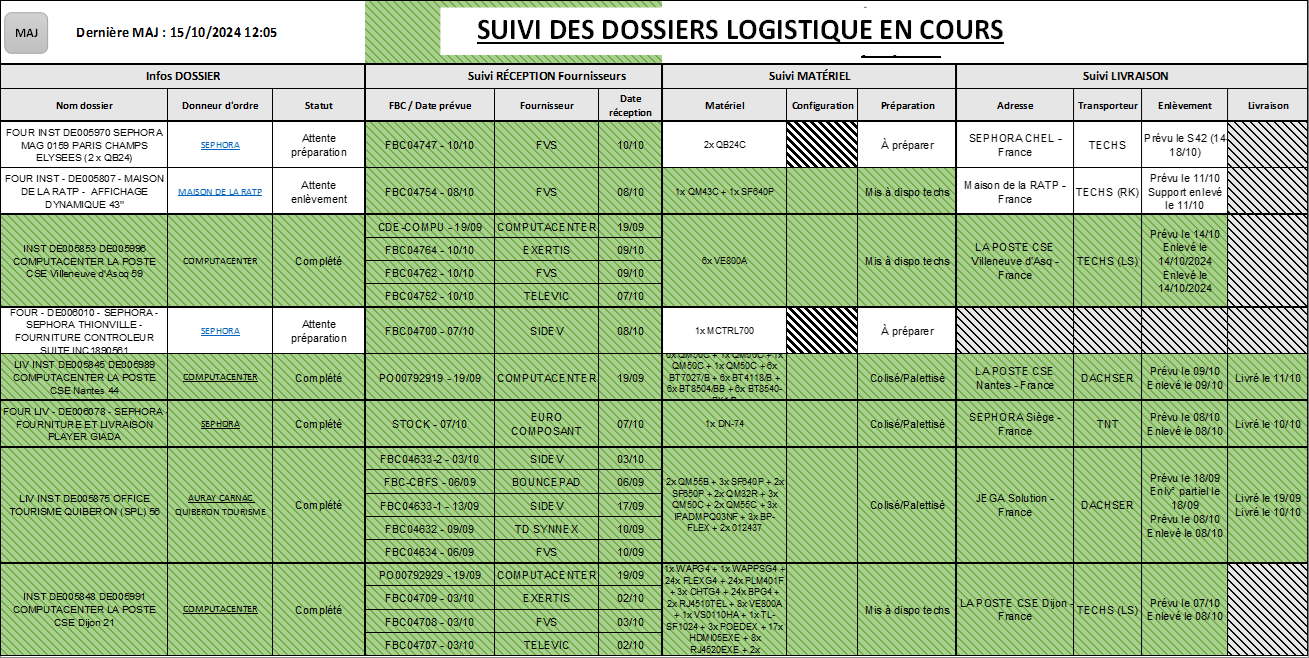 MAJ
Dernière MAJ : 15/10/2024 12:05
SUIVI DES DOSSIERS LOGISTIQUE EN COURS
Infos DOSSIER
Suivi RÉCEPTION Fournisseurs
Suivi MATÉRIEL
Suivi LIVRAISON
Nom dossier
Donneur d'ordre
Statut
FBC / Date prévue
Fournisseur
Date
réception
Matériel
Configuration
Préparation
Adresse
Transporteur
Enlèvement
Livraison
FOUR INST DE005970 SEPHORA
MAG 0159 PARIS CHAMPS
ELYSEES (2 x QB24)
SEPHORA
Attente
préparation
FBC04747 - 10/10
FVS
10/10
2x QB24C
À préparer
SEPHORA CHEL -
France
TECHS
Prévu le S42 (14-
18/10)
FOUR INST - DE005807 - MAISON
DE LA RATP - AFFICHAGE
DYNAMIQUE 43"
MAISON DE LA RATP
Attente
enlèvement
FBC04754 - 08/10
FVS
08/10
1x QM43C + 1x SF640P
Mis à dispo techs
Maison de la RATP -
France
TECHS (RK)
Prévu le 11/10
Support enlevé
le 11/10
INST DE005853 DE005996
COMPUTACENTER LA POSTE
CSE Villeneuve d'Ascq 59
COMPUTACENTER
Complété
CDE-COMPU - 19/09
COMPUTACENTER
19/09
FBC04764 - 10/10
EXERTIS
09/10
FBC04762 - 10/10
FVS
09/10
FBC04752 - 10/10
TELEVIC
07/10
6x VE800A
Mis à dispo techs
LA POSTE CSE
Villeneuve d'Asq -
France
TECHS (LS)
Prévu le 14/10
Enlevé le
14/10/2024
Enlevé le
14/10/2024
FOUR - DE006010 - SEPHORA -
SEPHORA THIONVILLE -
FOURNITURE CONTROLEUR
SUITE INC1890561
SEPHORA
Attente
préparation
FBC04700 - 07/10
SIDEV
08/10
1x MCTRL700
À préparer
LIV INST DE005845 DE005989
COMPUTACENTER LA POSTE
CSE Nantes 44
COMPUTACENTER
Complété
PO00792919 - 19/09
COMPUTACENTER
19/09
QM50C + 1x QM50C + 6x
BT7027/B + 6x BT4118/B +
6x BT8504/BB + 6x BT8540-
Colisé/Palettisé
LA POSTE CSE
Nantes - France
DACHSER
Prévu le 09/10
Enlevé le 09/10
Livré le 11/10
FOUR LIV - DE006078 - SEPHORA -
FOURNITURE ET LIVRAISON
PLAYER GIADA
SEPHORA
Complété
STOCK - 07/10
EURO
COMPOSANT
07/10
1x DN-74
Colisé/Palettisé
SEPHORA Siège -
France
TNT
Prévu le 08/10
Enlevé le 08/10
Livré le 10/10
LIV INST DE005875 OFFICE
TOURISME QUIBERON (SPL) 56
AURAY CARNAC
QUIBERON TOURISME
Complété
FBC04633-2 - 03/10
SIDEV
03/10
FBC-CBFS - 06/09
BOUNCEPAD
06/09
FBC04633-1 - 13/09
SIDEV
17/09
FBC04632 - 09/09
TD SYNNEX
10/09
FBC04634 - 06/09
FVS
10/09
2x QM55B + 3x SF640P + 2x
SF650P + 2x QM32R + 3x
QM50C + 2x QM55C + 3x
IPADMPQ03NF + 3x BP-
FLEX + 2x 012437
Colisé/Palettisé
JEGA Solution -
France
DACHSER
Prévu le 18/09
Enlv° partiel le
18/09
Prévu le 08/10
Enlevé le 08/10
Livré le 19/09
Livré le 10/10
INST DE005848 DE005991
COMPUTACENTER LA POSTE
CSE Dijon 21
COMPUTACENTER
Complété
PO00792929 - 19/09
COMPUTACENTER
19/09
FBC04709 - 03/10
EXERTIS
02/10
FBC04708 - 03/10
FVS
03/10
FBC04707 - 03/10
TELEVIC
02/10
1x WAPG4 + 1x WAPPSG4 +
24x FLEXG4 + 24x PLM401F
+ 3x CHTG4 + 24x BPG4 +
2x RJ4510TEL + 8x VE800A
+ 1x VS0110HA + 1x TL-
SF1024 + 3x POEDEX + 17x
HDMI05EXE + 8x
RJ4520EXE + 2x
Mis à dispo techs
LA POSTE CSE Dijon -
France
TECHS (LS)
Prévu le 07/10
Enlevé le 08/10